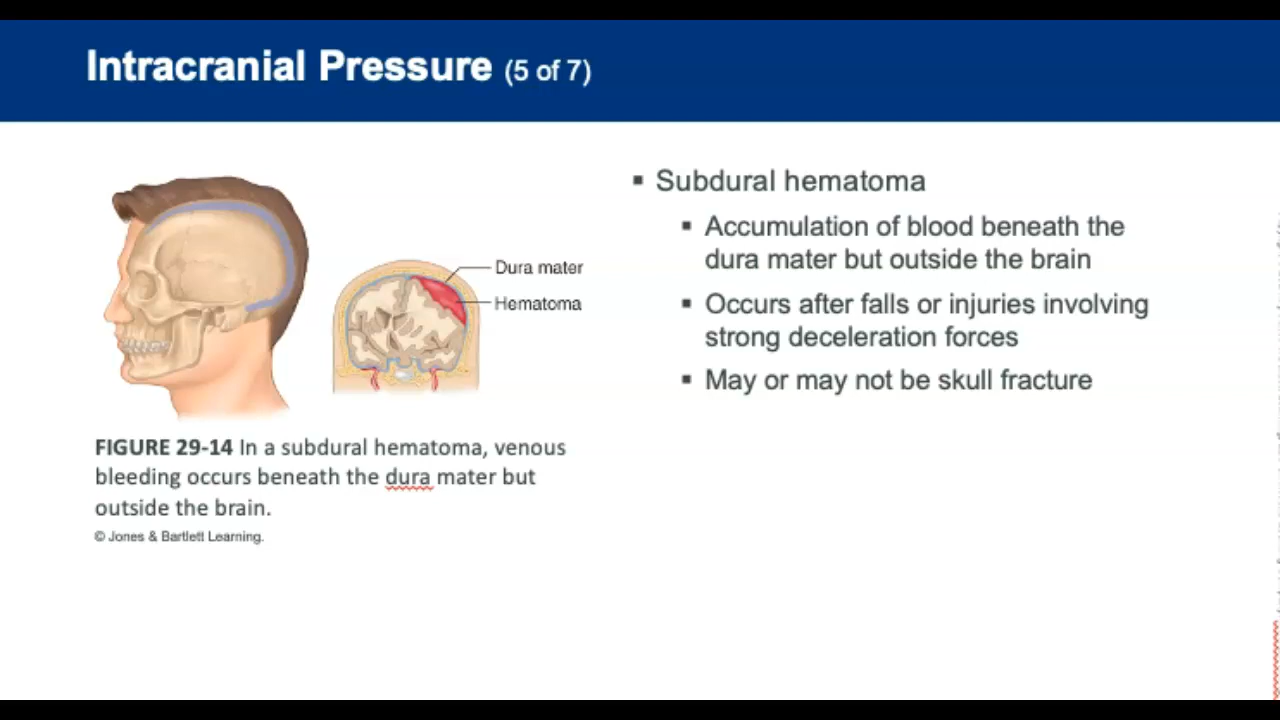 Intracranial Pressure (5 of 7)
Dura mater
Hematoma
FIGURE 29-14 In a subdural hematoma, venous
bleeding occurs beneath the dura mater but
outside the brain.
© Jones & Bartlett Learning.
▪ Subdural hematoma
▪ Accumulation of blood beneath the
dura mater but outside the brain
▪ Occurs after falls or injuries involving
strong deceleration forces
▪ May or may not be skull fracture